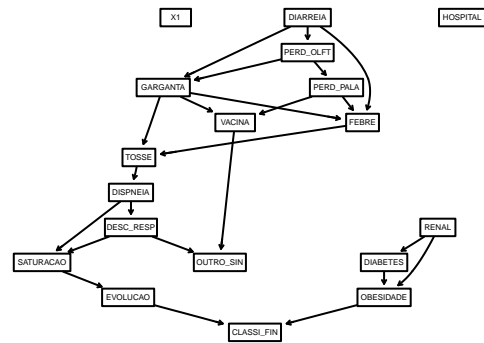 X1
DIARREIA
HOSPITAL
PERD_OLFT
GARGANTA
PERD_PALA
VACINA
FEBRE
TOSSE
DISPNEIA
DESC_RESP
RENAL
SATURACAO
OUTRO_SIN
DIABETES
EVOLUCAO
OBESIDADE
CLASSI_FIN